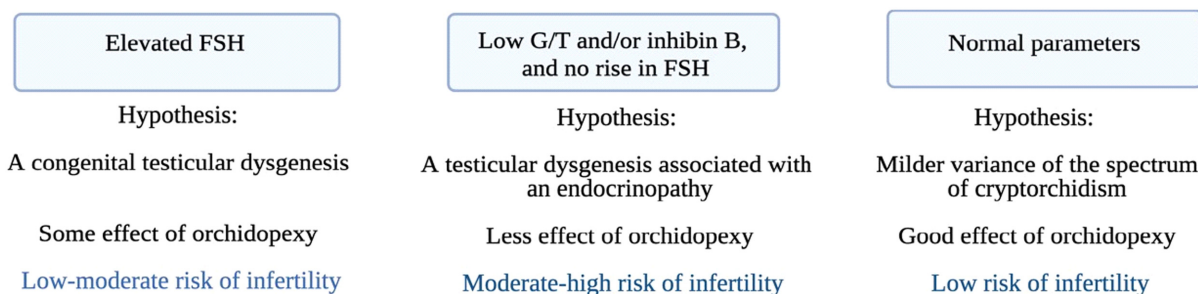 Elevated FSH
Hypothesis:
A congenital testicular dysgenesis
Some effect of orchidopexy
Low-moderate risk of infertility
Low G/T and/or inhibin B,
and no rise in FSH
Hypothesis:
A testicular dysgenesis associated with
an endocrinopathy
Less effect of orchidopexy
Moderate-high risk of infertility
Normal parameters
Hypothesis:
Milder variance of the spectrum
of cryptorchidism
Good effect of orchidopexy
Low risk of infertility